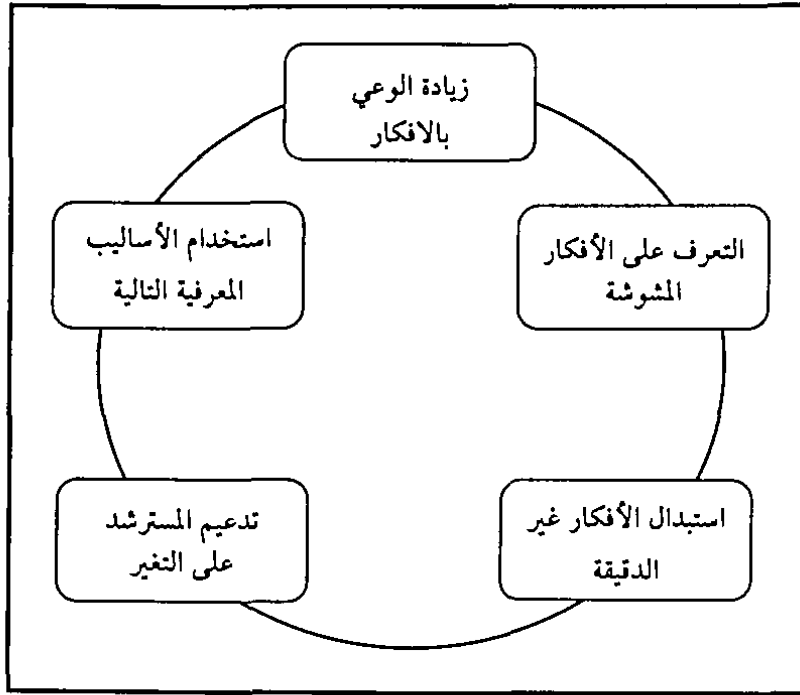 زيادة الوعي
بالافكار
التعرف على الأفكار
المشوشة
استبدال الأفكار غير
الدقيقة
تدعيم المسترشد
على التغير
استخدام الأساليب
المعرفية التالية